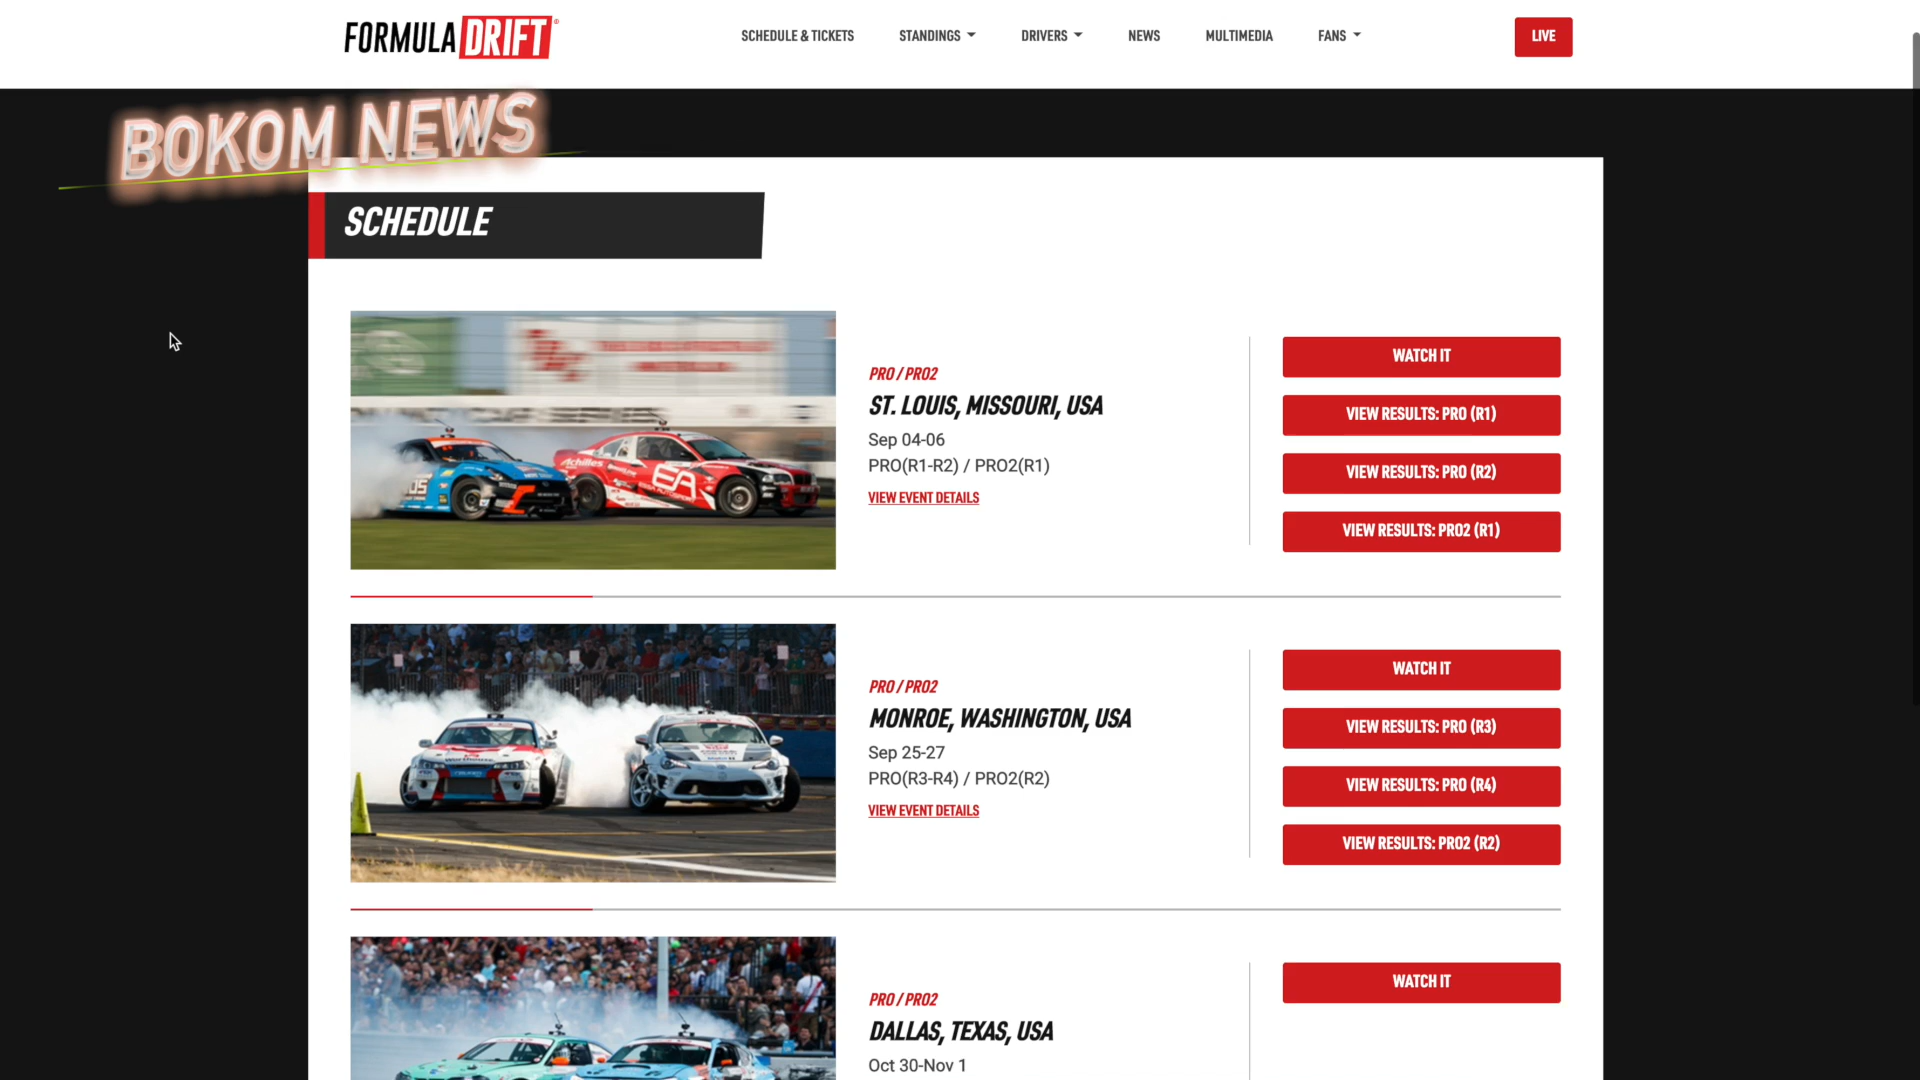 FORMULA DRIFT
SCHEDULE & TICKETS
STANDINGS
DRIVERS
NEWS
MULTIMEDIA
FANS
LIVE
BOKOM NEWS
SCHEDULE
PRO / PRO2
ST. LOUIS, MISSOURI, USA
Sep 04-06
PRO(R1-R2) / PRO2(R1)
VIEW EVENT DETAILS
WATCH IT
VIEW RESULTS: PRO (R1)
VIEW RESULTS: PRO (R2)
VIEW RESULTS: PRO2 (R1)
Achilles
EA
PRO / PRO2
MONROE, WASHINGTON, USA
Sep 25-27
PRO(R3-R4) / PRO2(R2)
VIEW EVENT DETAILS
WATCH IT
VIEW RESULTS: PRO (R3)
VIEW RESULTS: PRO (R4)
VIEW RESULTS: PRO2 (R2)
PRO / PRO2
DALLAS, TEXAS, USA
Oct 30-Nov 1
WATCH IT